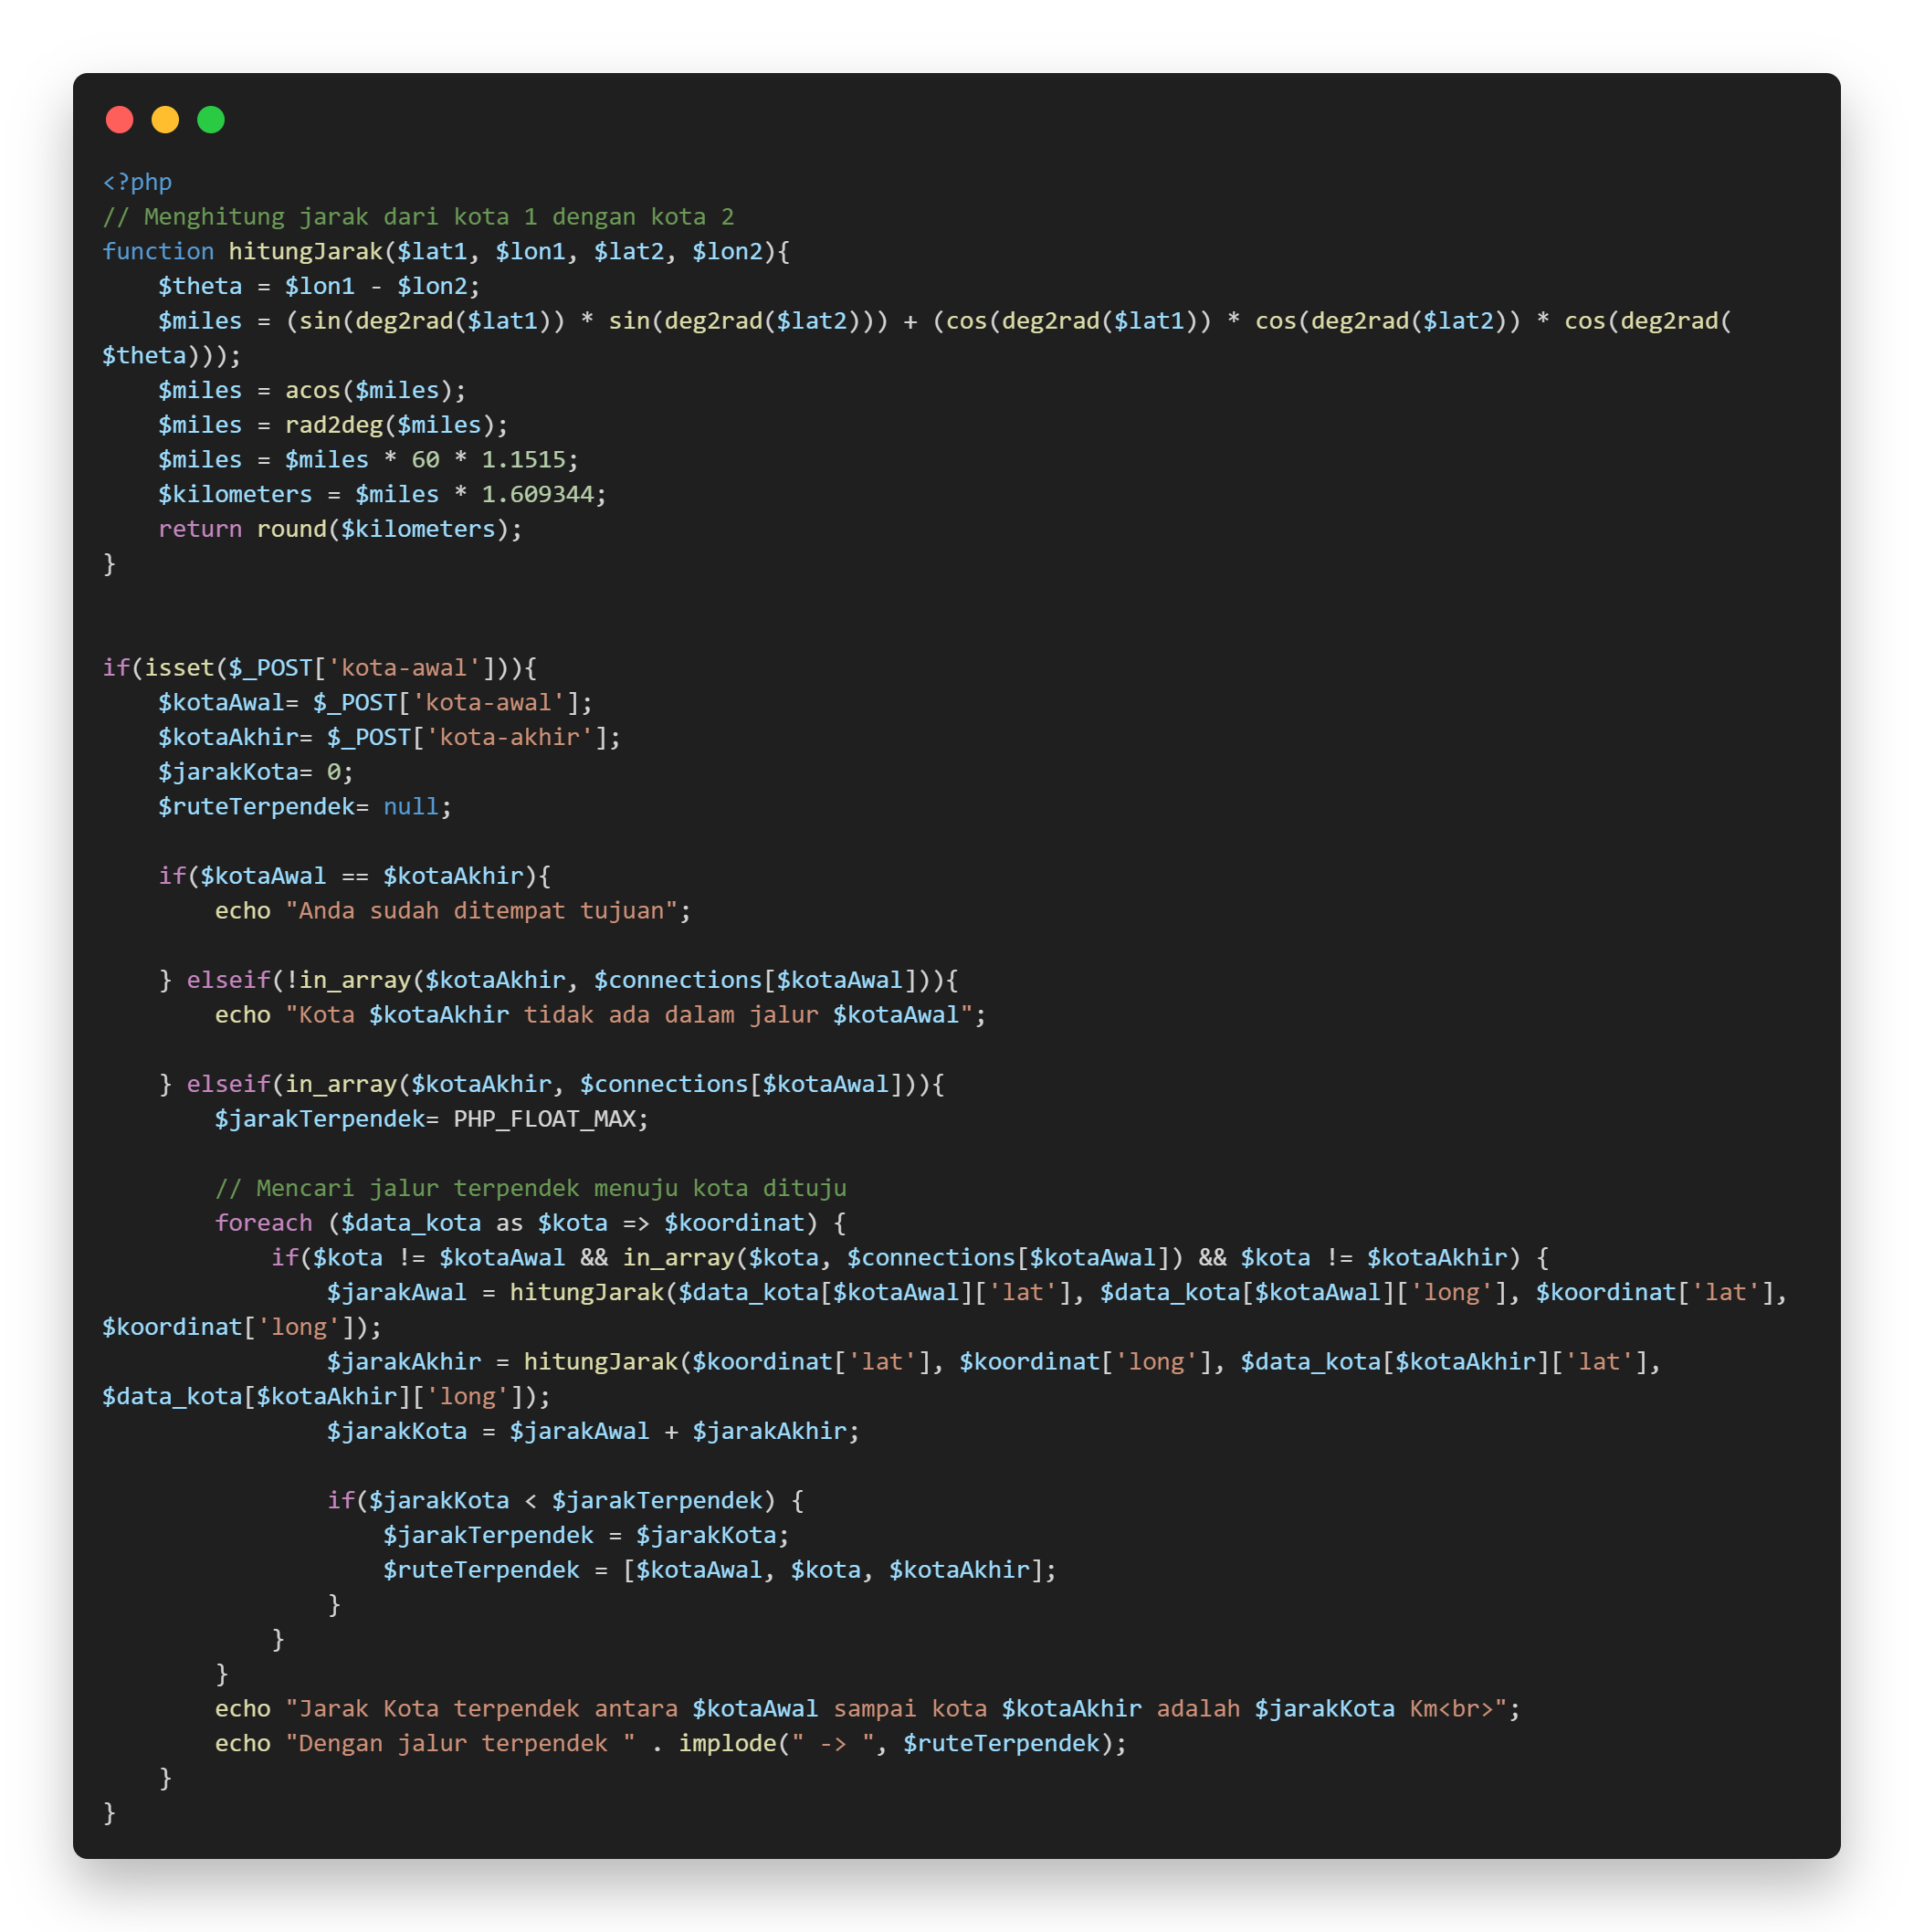 <?php
// Menghitung jarak dari kota 1 dengan kota 2
function hitungJarak($lat1, $lon1, $lat2, $lon2){
    $theta = $lon1 - $lon2;
    $miles = (sin(deg2rad($lat1)) * sin(deg2rad($lat2))) + (cos(deg2rad($lat1)) * cos(deg2rad($lat2)) * cos(deg2rad(
$theta)));
    $miles = acos($miles);
    $miles = rad2deg($miles);
    $miles = $miles * 60 * 1.1515;
    $kilometers = $miles * 1.609344;
    return round($kilometers);
}
if(isset($_POST['kota-awal'])){
    $kotaAwal= $_POST['kota-awal'];
    $kotaAkhir= $_POST['kota-akhir'];
    $jarakKota= 0;
    $ruteTerpendek= null;
    if($kotaAwal == $kotaAkhir){
        echo "Anda sudah ditempat tujuan";
    } elseif(!in_array($kotaAkhir, $connections[$kotaAwal])){
        echo "Kota $kotaAkhir tidak ada dalam jalur $kotaAwal";
    } elseif(in_array($kotaAkhir, $connections[$kotaAwal])){
        $jarakTerpendek= PHP_FLOAT_MAX;
        // Mencari jalur terpendek menuju kota dituju
        foreach ($data_kota as $kota => $koordinat) {
            if($kota != $kotaAwal && in_array($kota, $connections[$kotaAwal]) && $kota != $kotaAkhir) {
                $jarakAwal = hitungJarak($data_kota[$kotaAwal]['lat'], $data_kota[$kotaAwal]['long'], $koordinat['lat'],
$koordinat['long']);
                $jarakAkhir = hitungJarak($koordinat['lat'], $koordinat['long'], $data_kota[$kotaAkhir]['lat'],
$data_kota[$kotaAkhir]['long']);
                $jarakKota = $jarakAwal + $jarakAkhir;
                if($jarakKota < $jarakTerpendek) {
                    $jarakTerpendek = $jarakKota;
                    $ruteTerpendek = [$kotaAwal, $kota, $kotaAkhir];
                }
            }
        }
        echo "Jarak Kota terpendek antara $kotaAwal sampai kota $kotaAkhir adalah $jarakKota Km<br>";
        echo "Dengan jalur terpendek " . implode(" -> ", $ruteTerpendek);
    }
}